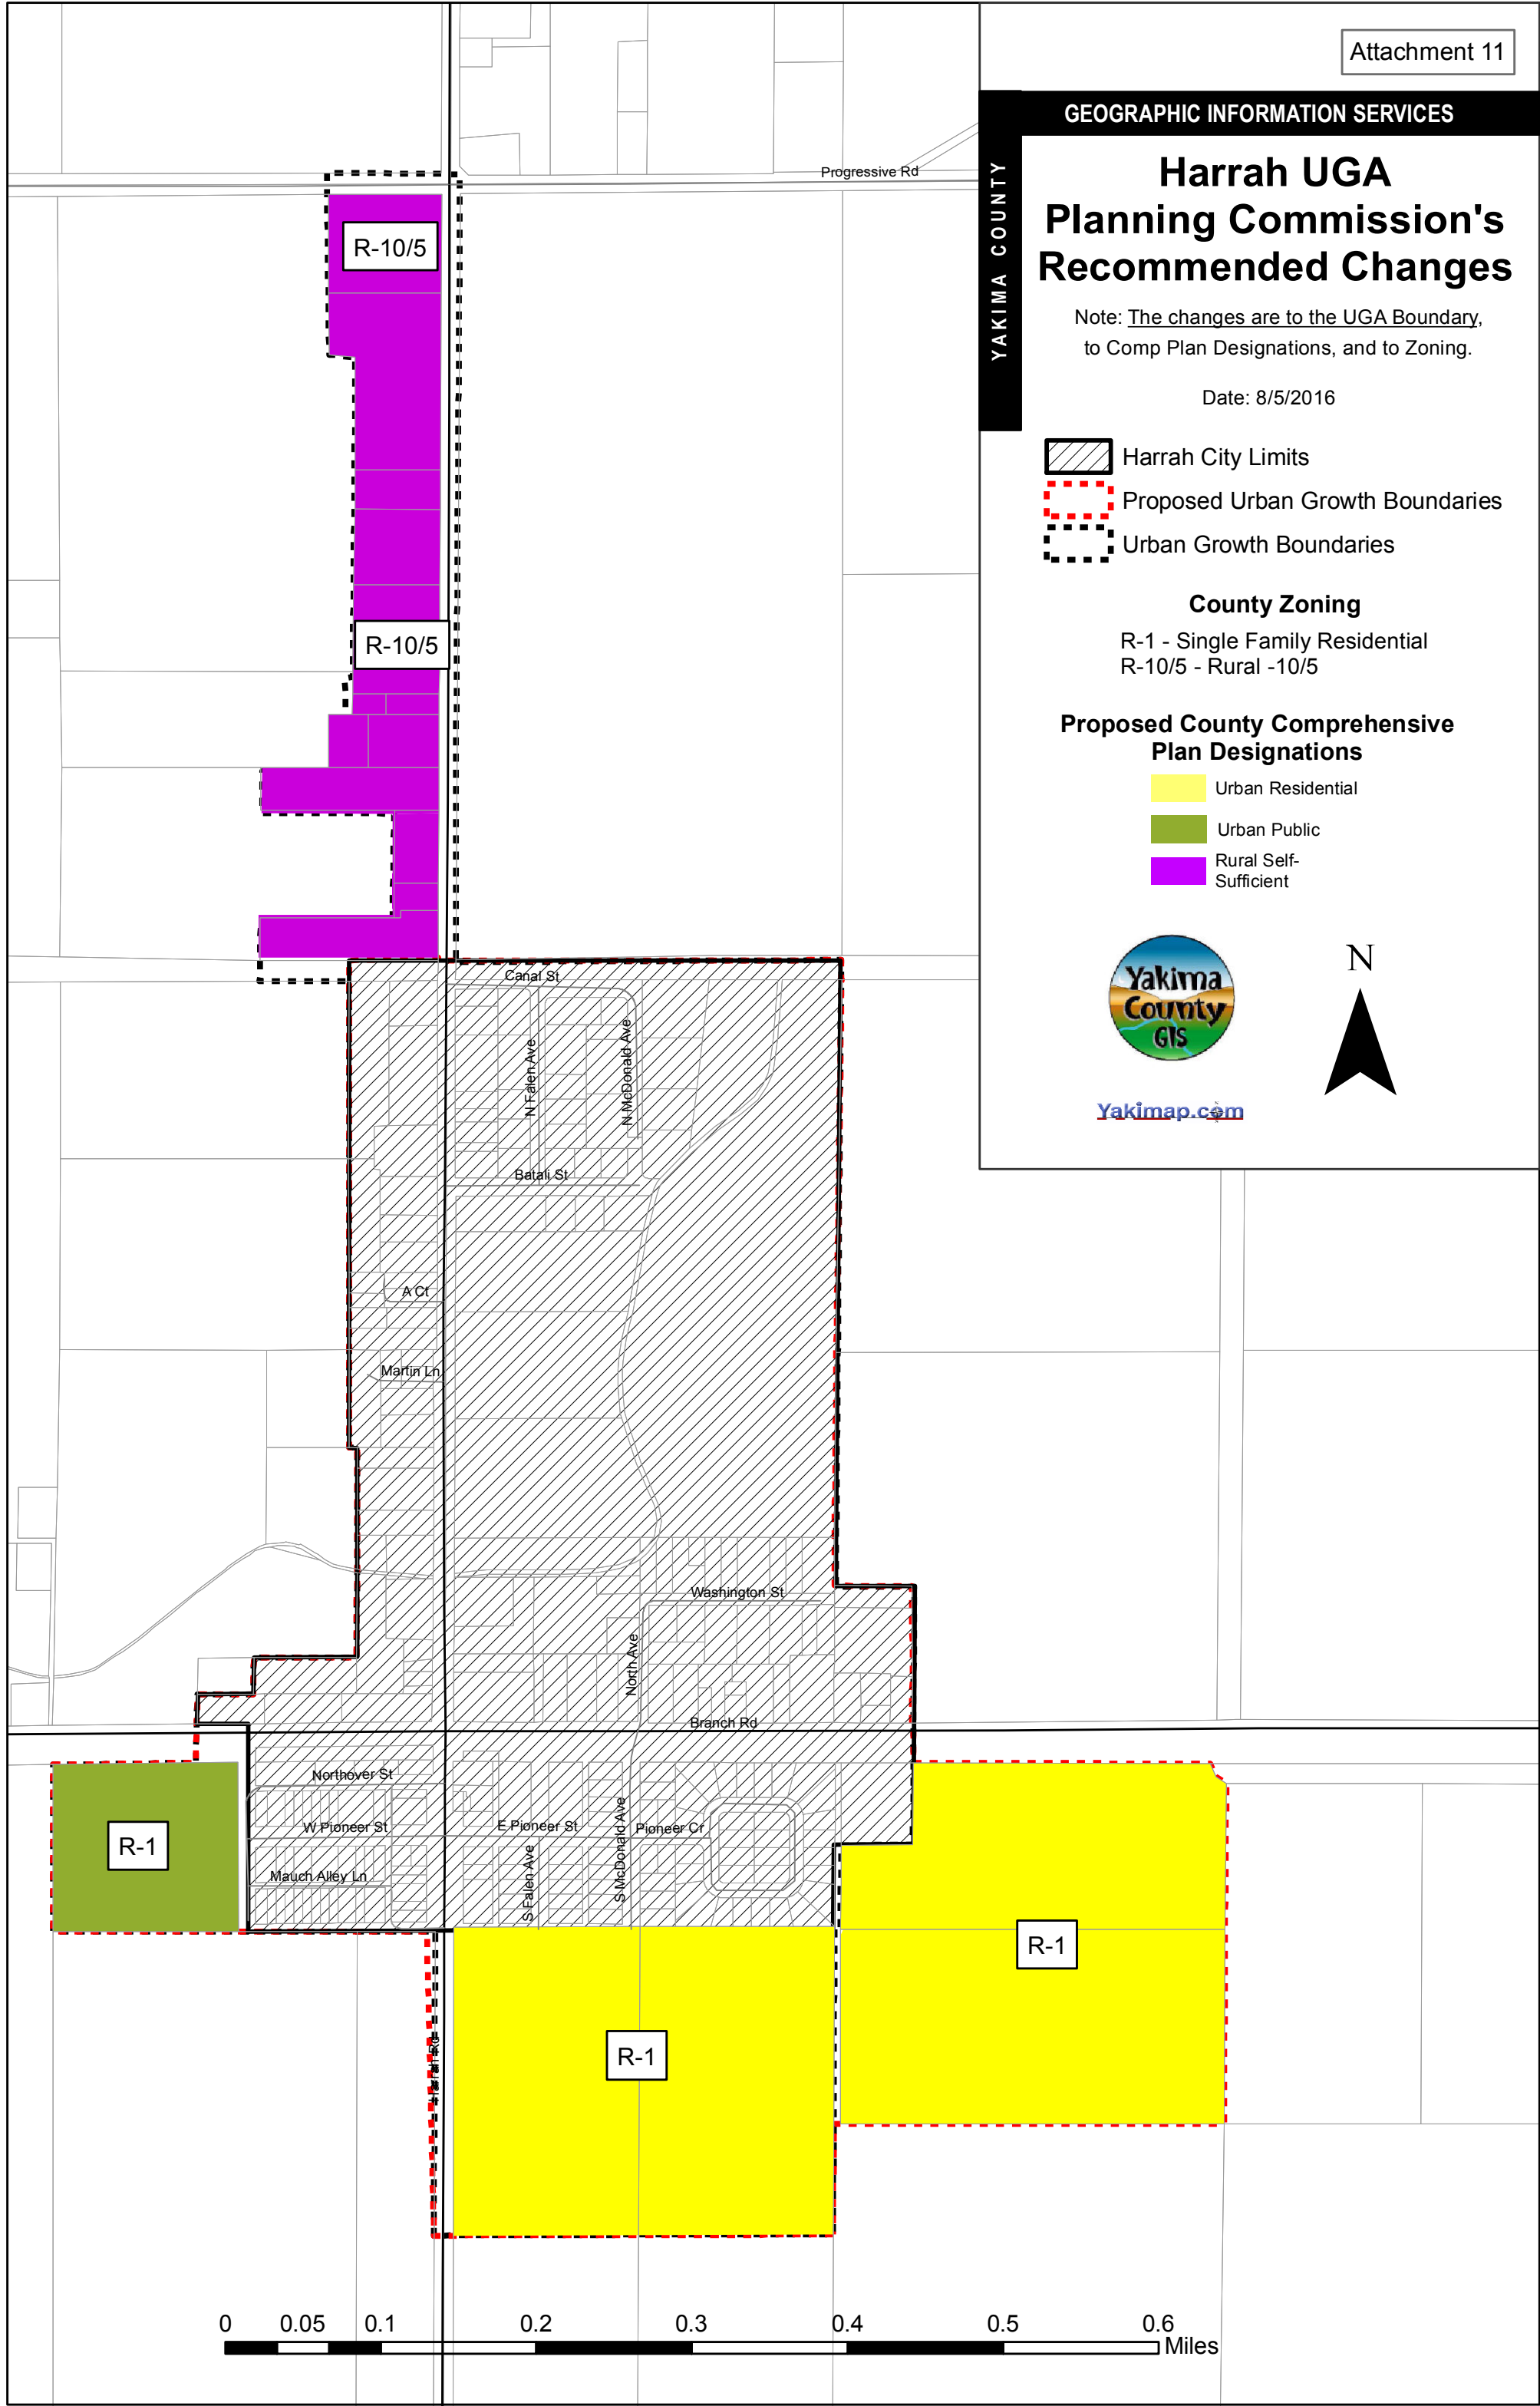 Attachment 11
GEOGRAPHIC INFORMATION SERVICES
YAKIMA COUNTY
Harrah UGA
Planning Commission's
Recommended Changes
Note: The changes are to the UGA Boundary,
to Comp Plan Designations, and to Zoning.
Date: 8/5/2016
Harrah City Limits
Proposed Urban Growth Boundaries
Urban Growth Boundaries
County Zoning
R-1 - Single Family Residential
R-10/5 - Rural -10/5
Proposed County Comprehensive
Plan Designations
Urban Residential
Urban Public
Rural Self-
Sufficient
Yakima
County
GIS
N
Yakimap.com
Progressive Rd
R-10/5
R-10/5
Canal St
N Falen Ave
N McDonald Ave
Batali St
A Ct
Martin Ln
Washington St
North Ave
Branch Rd
Northover St
W Pioneer St
E Pioneer St
S McDonald Ave
Pioneer Cr
R-1
Mauch Alley Ln
S Falen Ave
R-1
R-1
Harrah Rd
0 0.05 0.1 0.2 0.3 0.4 0.5 0.6
Miles